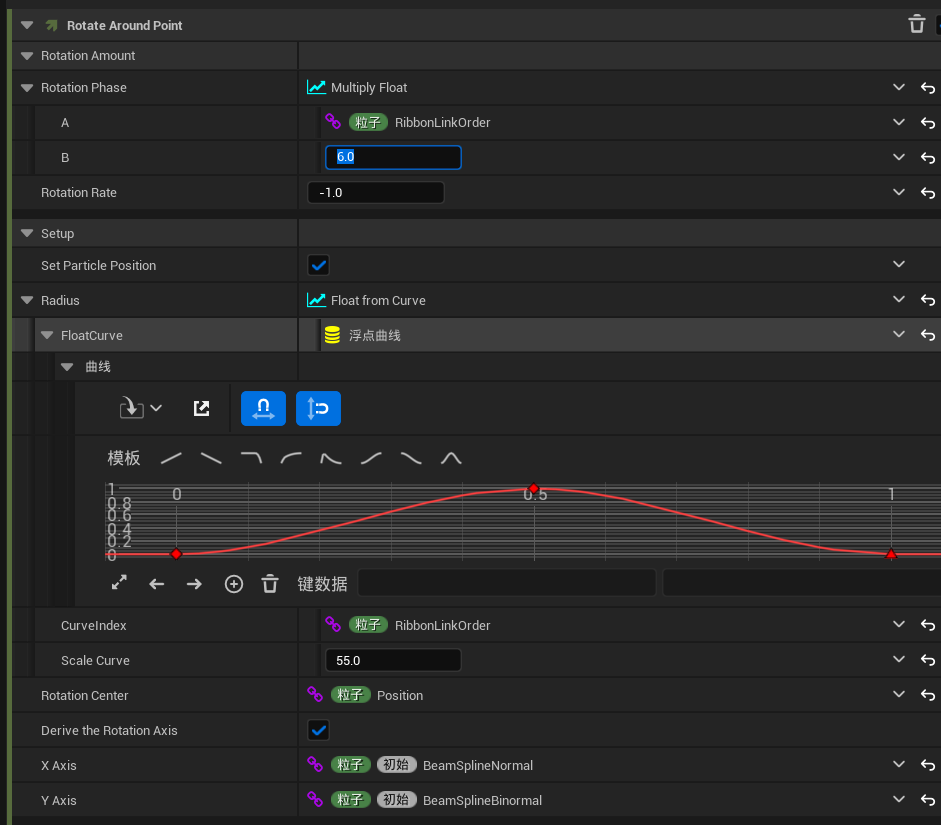 Rotate Around Point
Rotation Amount
Rotation Phase Multiply Float
A 粒子 RibbonLinkOrder
B 6.0
Rotation Rate -1.0
Setup
Set Particle Position
Radius Float from Curve
FloatCurve 浮点曲线
曲线
模板
1 0 0.5 1
0.8
0.6
0.4
0.2
0
键数据
CurveIndex 粒子 RibbonLinkOrder
Scale Curve 55.0
Rotation Center 粒子 Position
Derive the Rotation Axis
X Axis 粒子 初始 BeamSplineNormal
Y Axis 粒子 初始 BeamSplineBinormal